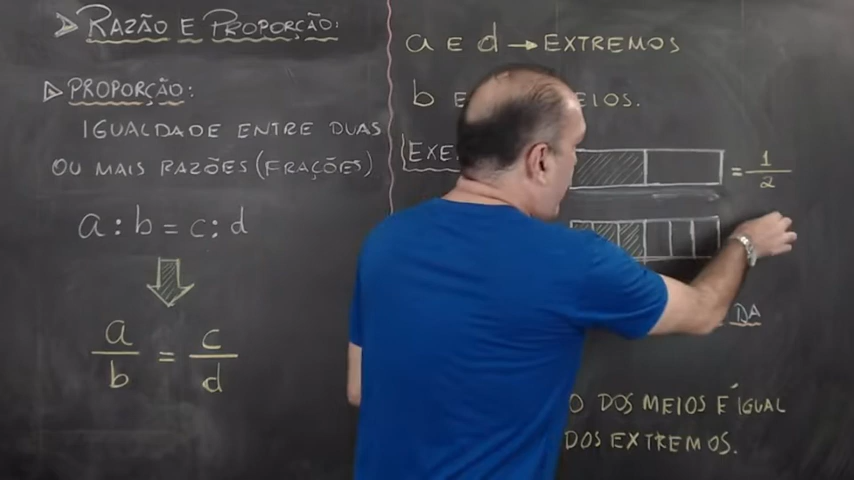 RAZÃO E PROPORÇÃO:
PROPORÇÃO:
IGUALDADE ENTRE DUAS
OU MAIS RAZÕES (FRAÇÕES)
a : b = c : d
a/b = c/d
a E d → EXTREMOS
b E
EIOS.
EXE
= 1/2
DA
O DOS MEIOS É IGUAL
DOS EXTREMOS.